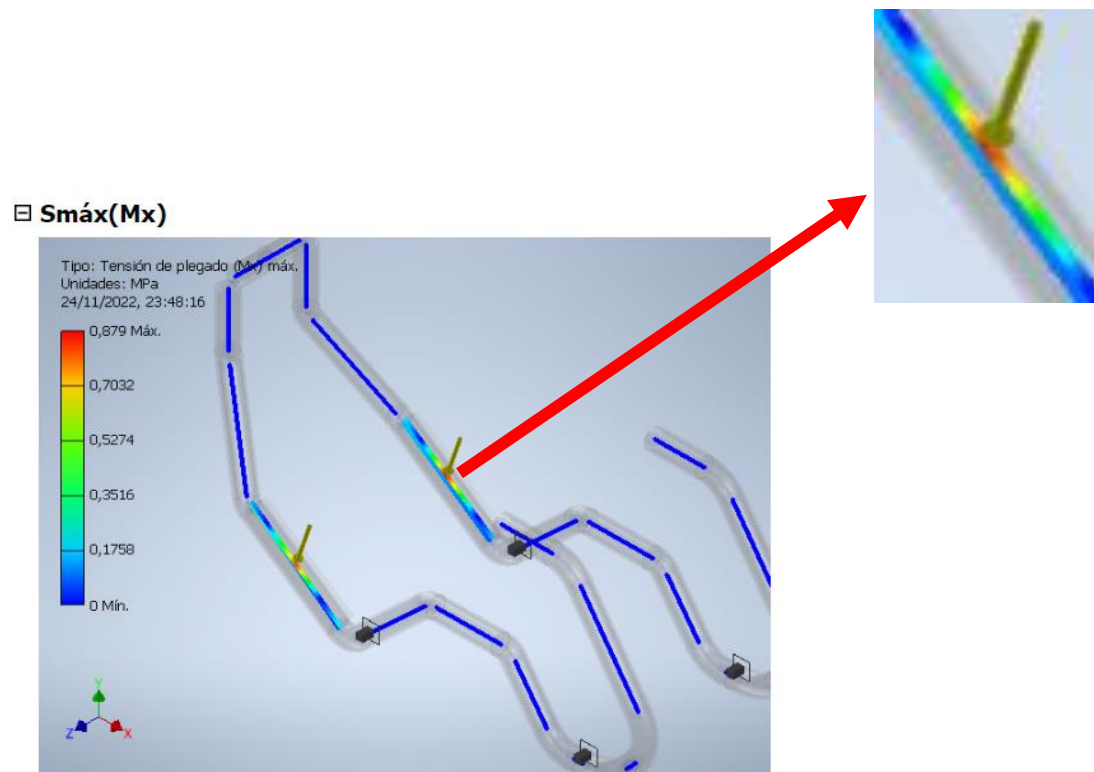 Smáx(Mx)
Tipo: Tensión de plegado (Mx) máx.
Unidades: MPa
24/11/2022, 23:48:16
0,879 Máx.
0,7032
0,5274
0,3516
0,1758
0 Mín.
Y
Z
X